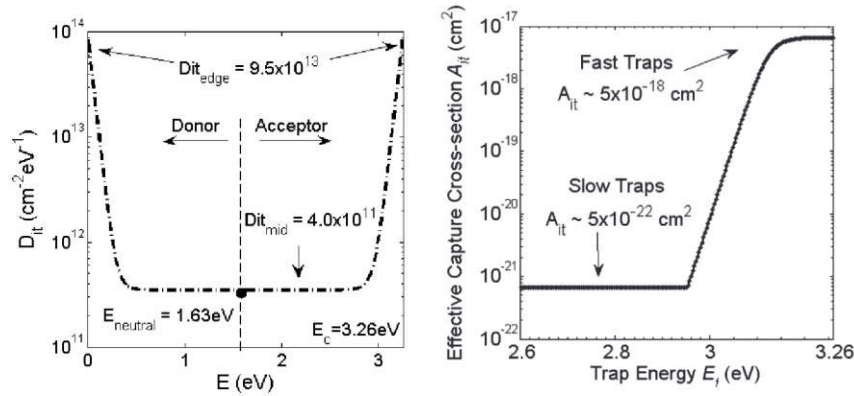 10^14
10^13
10^12
10^11
D_it (cm^-2 eV^-1)
Dit_edge = 9.5x10^13
Donor
Acceptor
Dit_mid = 4.0x10^11
E_neutral = 1.63eV
E_c=3.26eV
0 1 2 3
E (eV)
Effective Capture Cross-section A_it (cm^2)
10^-17
10^-18
10^-19
10^-20
10^-21
10^-22
Fast Traps
A_it ~ 5x10^-18 cm^2
Slow Traps
A_it ~ 5x10^-22 cm^2
2.6 2.8 3 3.26
Trap Energy E_t (eV)